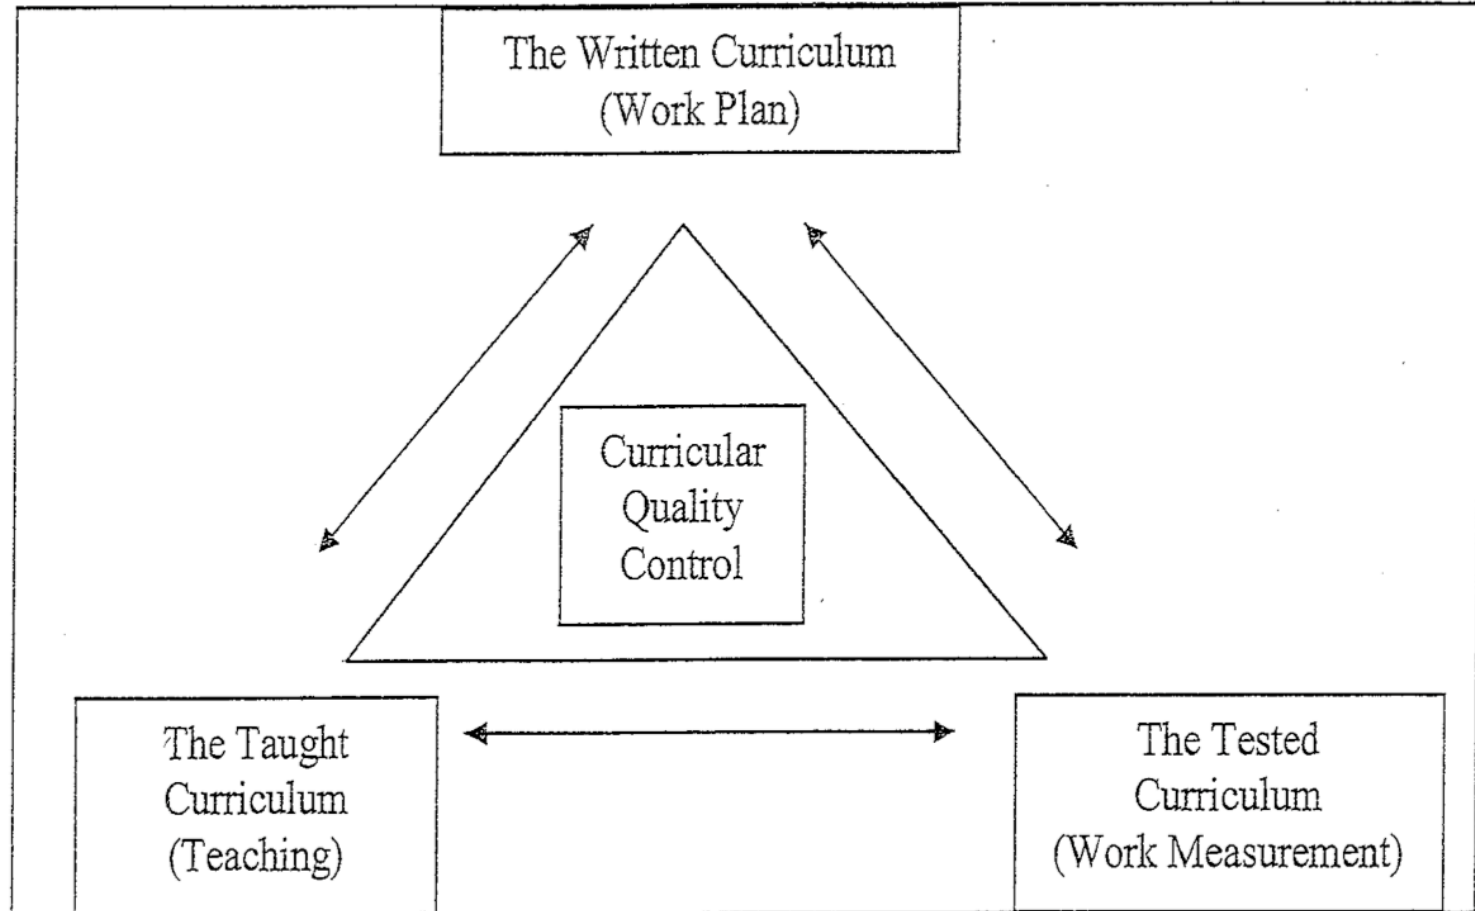 The Written Curriculum
(Work Plan)
Curricular
Quality
Control
The Taught
Curriculum
(Teaching)
The Tested
Curriculum
(Work Measurement)